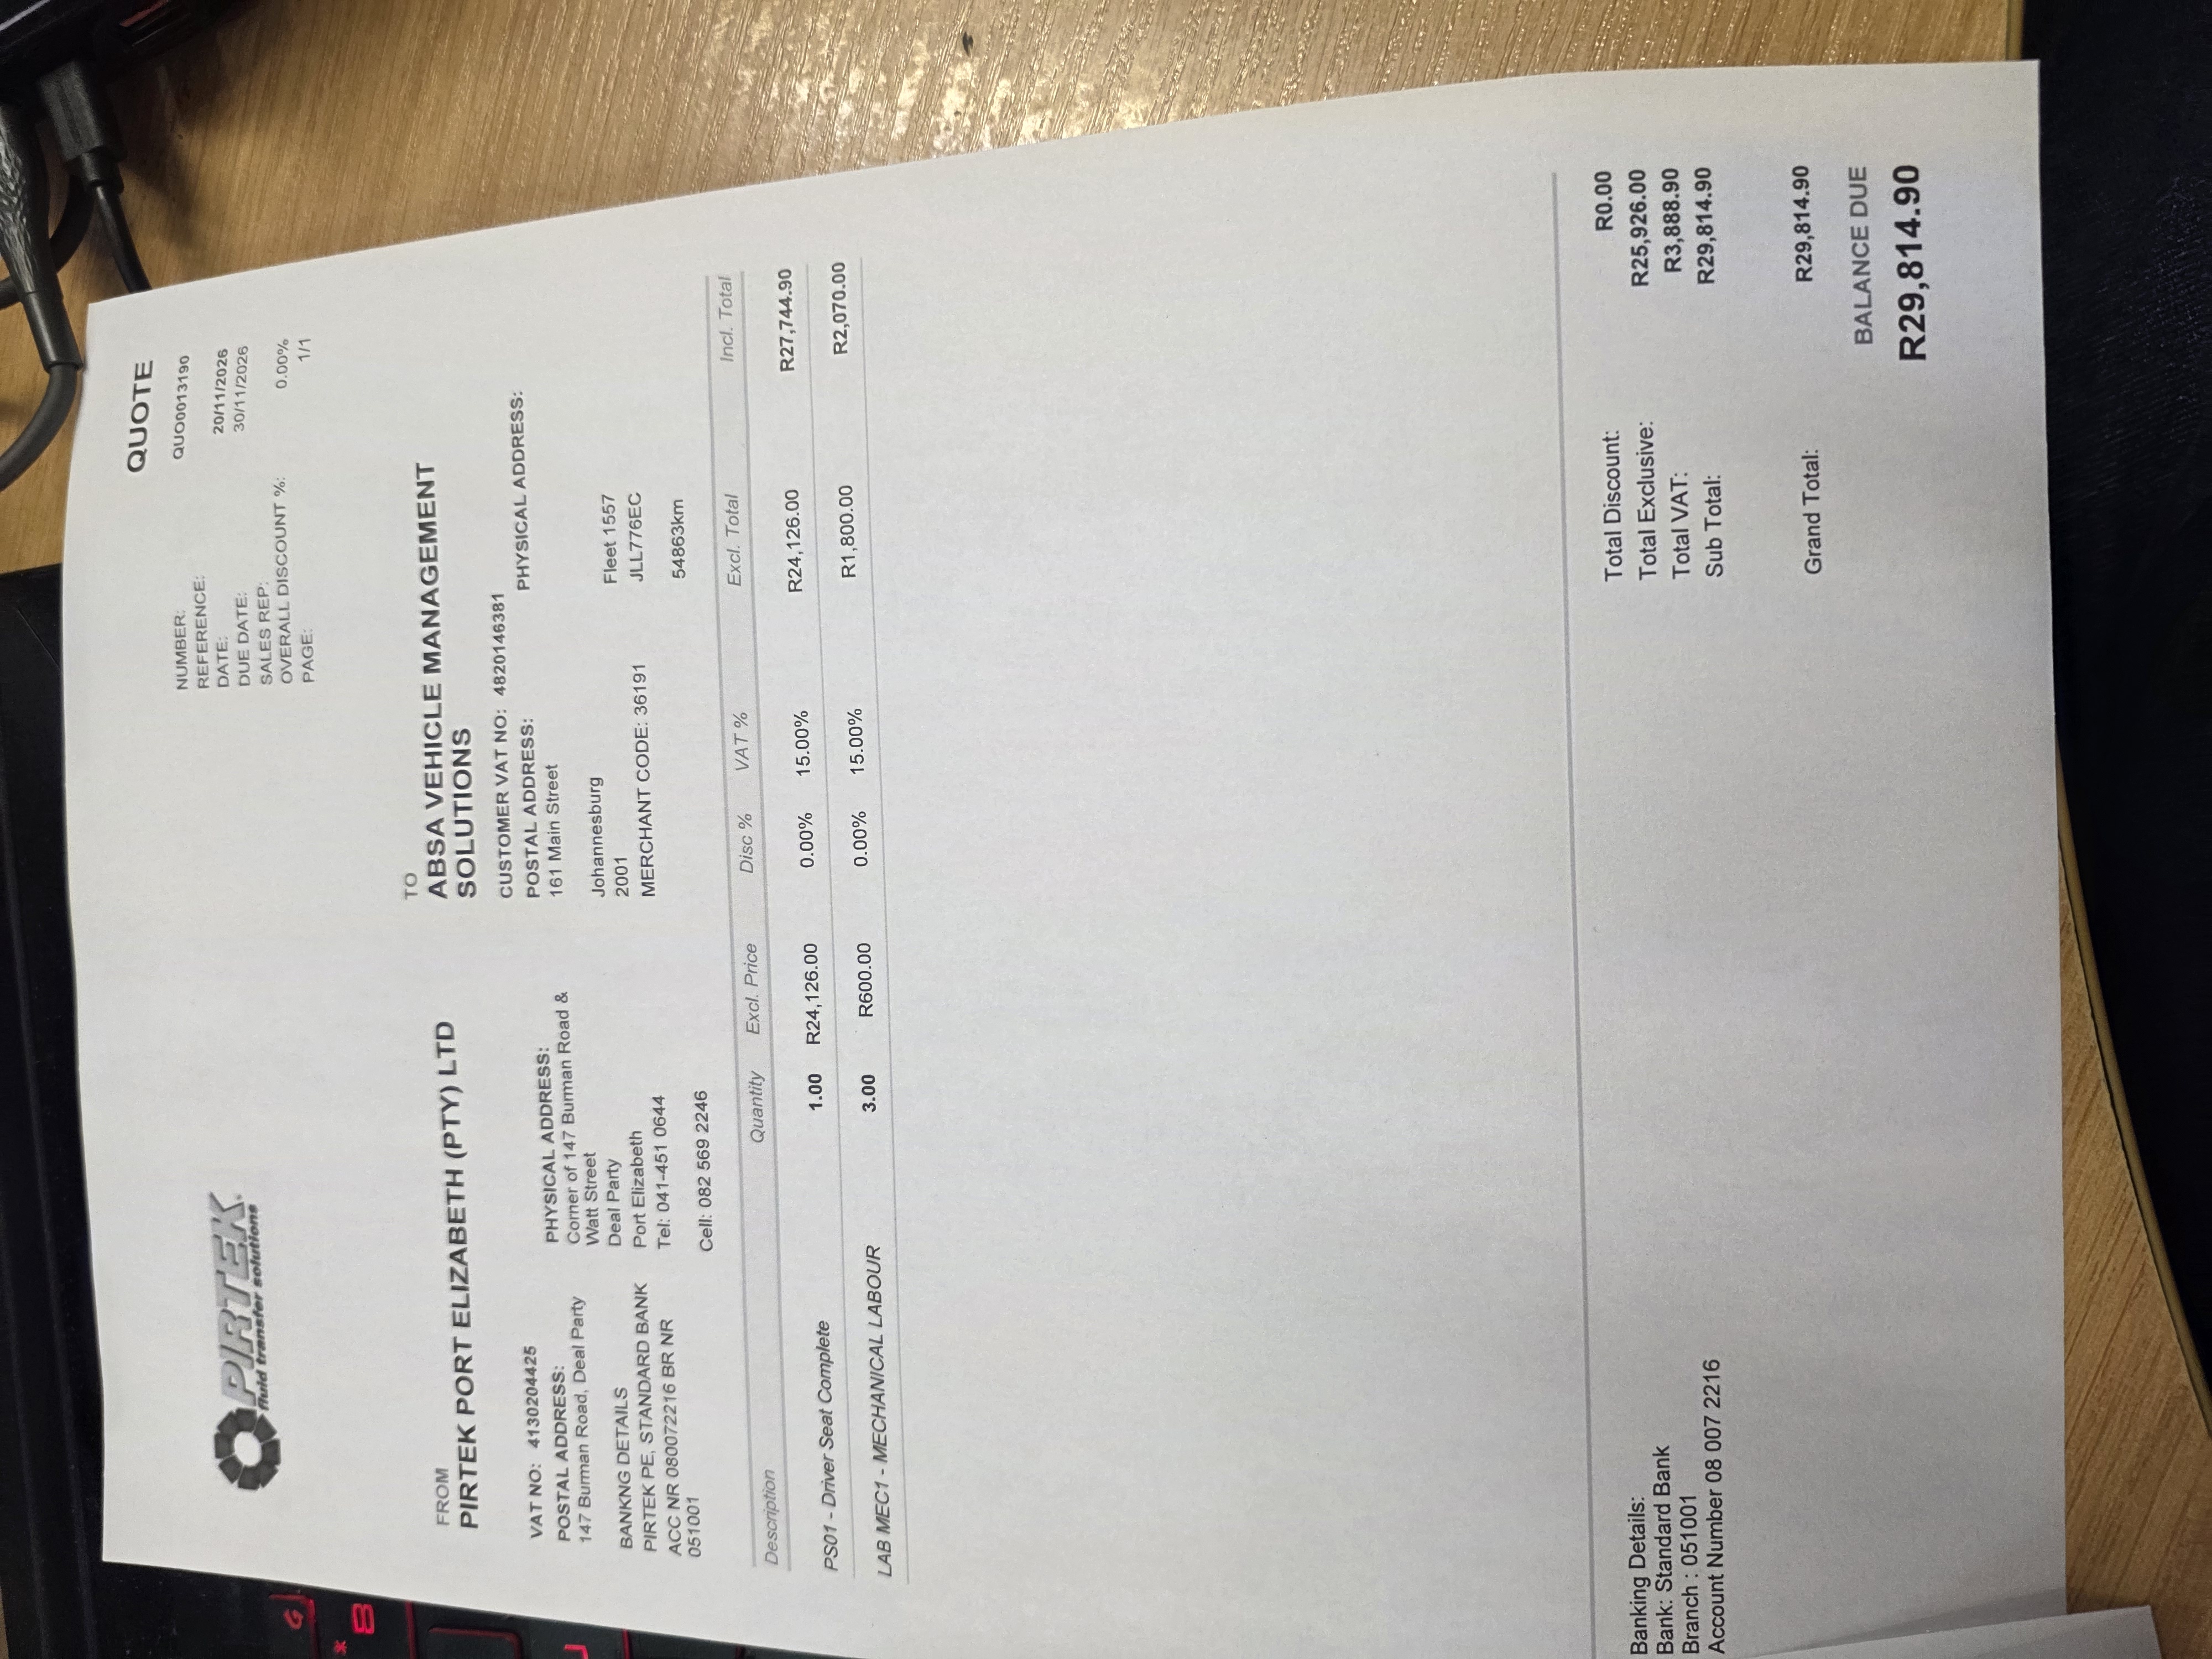 QUOTE
NUMBER: QUO0013190
REFERENCE:
DATE: 20/11/2026
DUE DATE: 30/11/2026
SALES REP:
OVERALL DISCOUNT %: 0.00%
PAGE: 1/1
PIRTEK
fluid transfer solutions
FROM
PIRTEK PORT ELIZABETH (PTY) LTD
VAT NO: 4130204425
POSTAL ADDRESS:
147 Burman Road, Deal Party
BANKNG DETAILS
PIRTEK PE, STANDARD BANK
ACC NR 080072216 BR NR
051001
PHYSICAL ADDRESS:
Corner of 147 Burman Road &
Watt Street
Deal Party
Port Elizabeth
Tel: 041-451 0644
Cell: 082 569 2246
TO
ABSA VEHICLE MANAGEMENT
SOLUTIONS
CUSTOMER VAT NO: 4820146381
POSTAL ADDRESS:
161 Main Street
Johannesburg
2001
MERCHANT CODE: 36191
PHYSICAL ADDRESS:
Fleet 1557
JLL776EC
54863km
Description Quantity Excl. Price Disc % VAT % Excl. Total Incl. Total
PS01 - Driver Seat Complete 1.00 R24,126.00 0.00% 15.00% R24,126.00 R27,744.90
LAB MEC1 - MECHANICAL LABOUR 3.00 R600.00 0.00% 15.00% R1,800.00 R2,070.00
Banking Details:
Bank: Standard Bank
Branch : 051001
Account Number 08 007 2216
Total Discount: R0.00
Total Exclusive: R25,926.00
Total VAT: R3,888.90
Sub Total: R29,814.90
Grand Total: R29,814.90
BALANCE DUE
R29,814.90
G
*
8